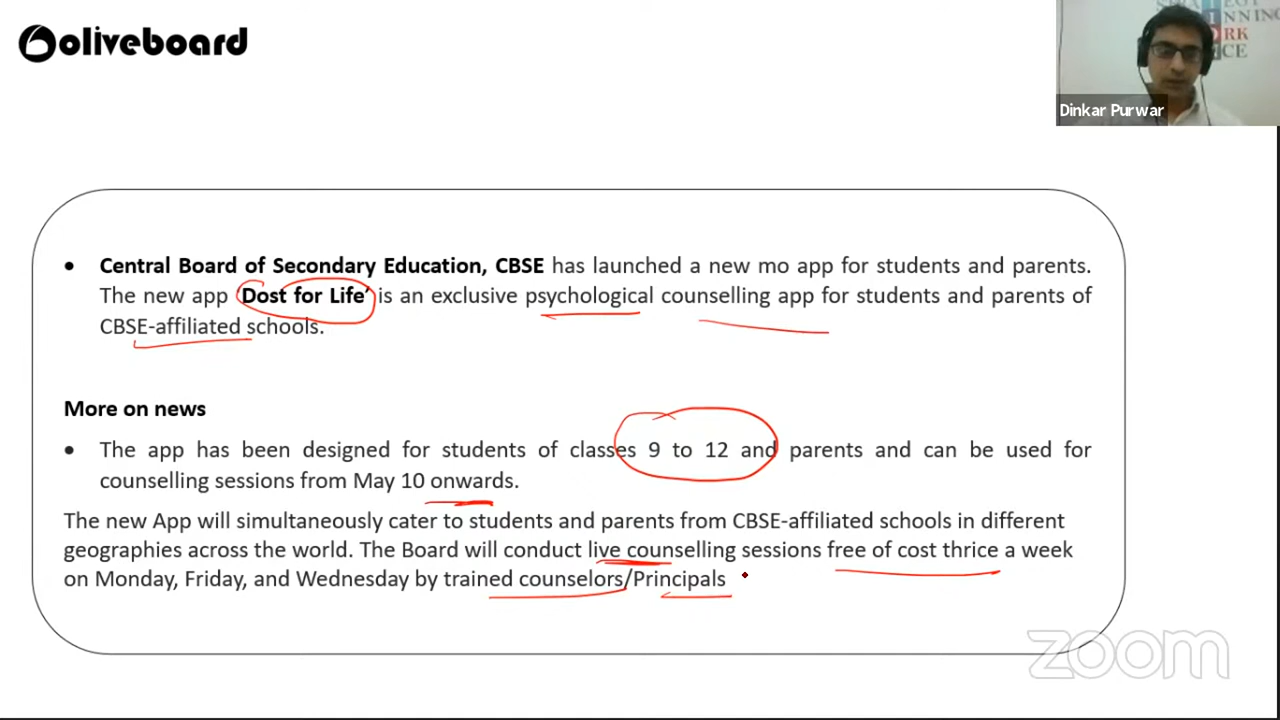 oliveboard
NNING
RK
CE
Dinkar Purwar
• Central Board of Secondary Education, CBSE has launched a new mo app for students and parents.
The new app Dost for Life’ is an exclusive psychological counselling app for students and parents of
CBSE-affiliated schools.
More on news
• The app has been designed for students of classes 9 to 12 and parents and can be used for
counselling sessions from May 10 onwards.
The new App will simultaneously cater to students and parents from CBSE-affiliated schools in different
geographies across the world. The Board will conduct live counselling sessions free of cost thrice a week
on Monday, Friday, and Wednesday by trained counselors/Principals
zoom